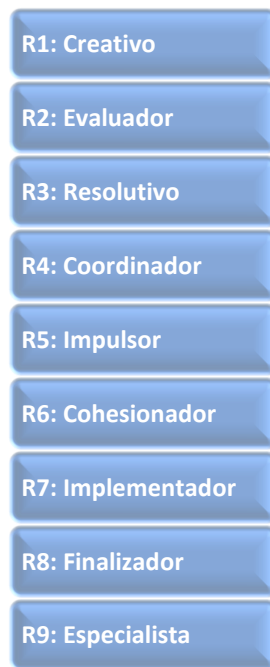 R1: Creativo
R2: Evaluador
R3: Resolutivo
R4: Coordinador
R5: Impulsor
R6: Cohesionador
R7: Implementador
R8: Finalizador
R9: Especialista